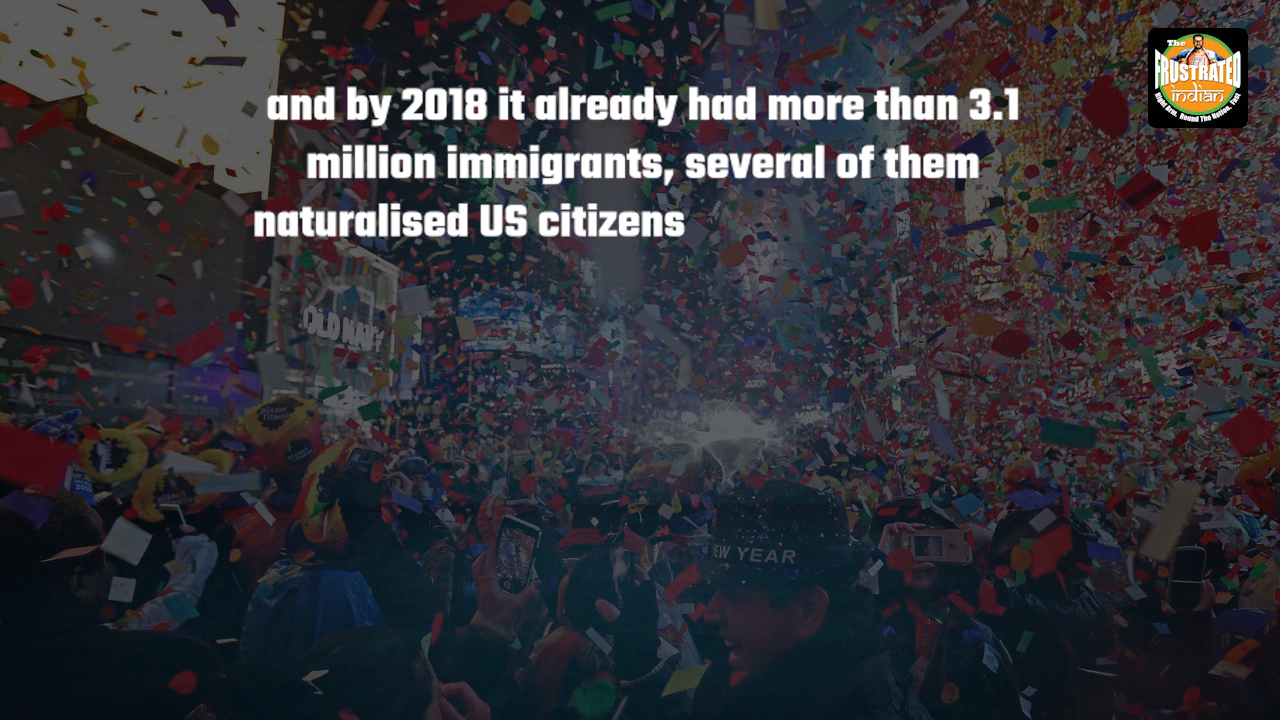 and by 2018 it already had more than 3.1
million immigrants, several of them
naturalised US citizens
The
FRUSTRATED
indian
OLD NAVY
EW YEAR